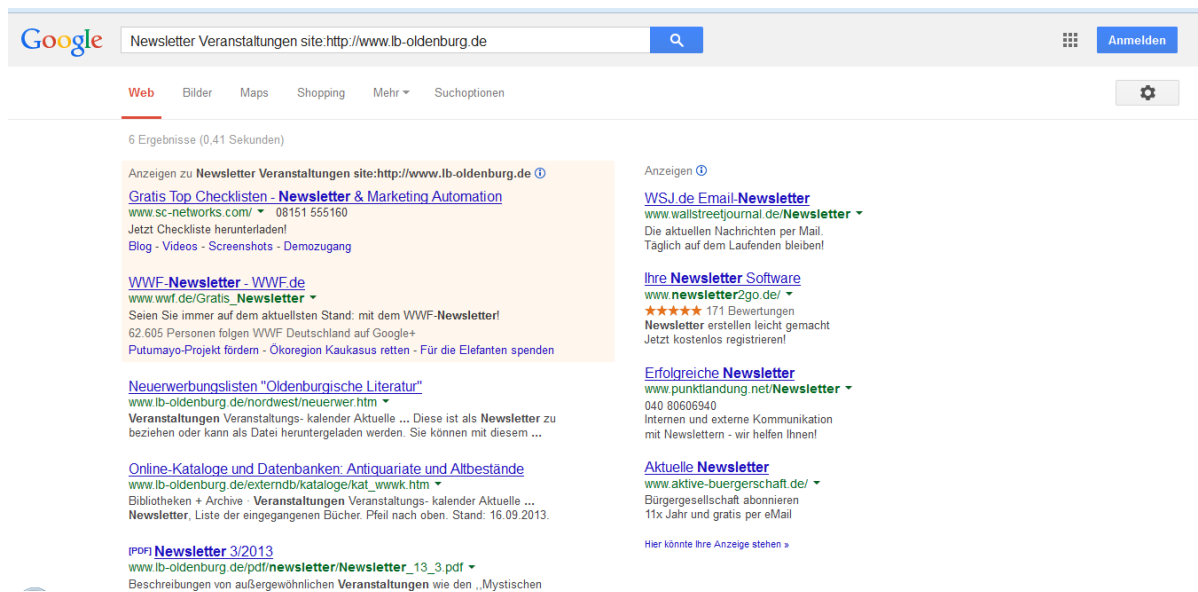 Google
Newsletter Veranstaltungen site:http://www.lb-oldenburg.de
Anmelden
Web Bilder Maps Shopping Mehr Suchoptionen
6 Ergebnisse (0,41 Sekunden)
Anzeigen zu Newsletter Veranstaltungen site:http://www.lb-oldenburg.de
Gratis Top Checklisten - Newsletter & Marketing Automation
www.sc-networks.com/ 08151 555160
Jetzt Checkliste herunterladen!
Blog - Videos - Screenshots - Demozugang
WWF-Newsletter - WWF.de
www.wwf.de/Gratis_Newsletter
Seien Sie immer auf dem aktuellsten Stand: mit dem WWF-Newsletter!
62.605 Personen folgen WWF Deutschland auf Google+
Putumayo-Projekt fördern - Ökoregion Kaukasus retten - Für die Elefanten spenden
Neuerwerbungslisten "Oldenburgische Literatur"
www.lb-oldenburg.de/nordwest/neuerwer.htm
Veranstaltungen Veranstaltungs- kalender Aktuelle ... Diese ist als Newsletter zu
beziehen oder kann als Datei heruntergeladen werden. Sie können mit diesem ...
Online-Kataloge und Datenbanken: Antiquariate und Altbestände
www.lb-oldenburg.de/externdb/kataloge/kat_wwwk.htm
Bibliotheken + Archive · Veranstaltungen Veranstaltungs- kalender Aktuelle ...
Newsletter, Liste der eingegangenen Bücher. Pfeil nach oben. Stand: 16.09.2013.
[PDF] Newsletter 3/2013
www.lb-oldenburg.de/pdf/newsletter/Newsletter_13_3.pdf
Beschreibungen von außergewöhnlichen Veranstaltungen wie den ,,Mystischen
Anzeigen
WSJ.de Email-Newsletter
www.wallstreetjournal.de/Newsletter
Die aktuellen Nachrichten per Mail.
Täglich auf dem Laufenden bleiben!
Ihre Newsletter Software
www.newsletter2go.de/
★★★★★ 171 Bewertungen
Newsletter erstellen leicht gemacht
Jetzt kostenlos registrieren!
Erfolgreiche Newsletter
www.punktlandung.net/Newsletter
040 80606940
Internen und externe Kommunikation
mit Newslettern - wir helfen Ihnen!
Aktuelle Newsletter
www.aktive-buergerschaft.de/
Bürgergesellschaft abonnieren
11x Jahr und gratis per eMail
Hier könnte Ihre Anzeige stehen »